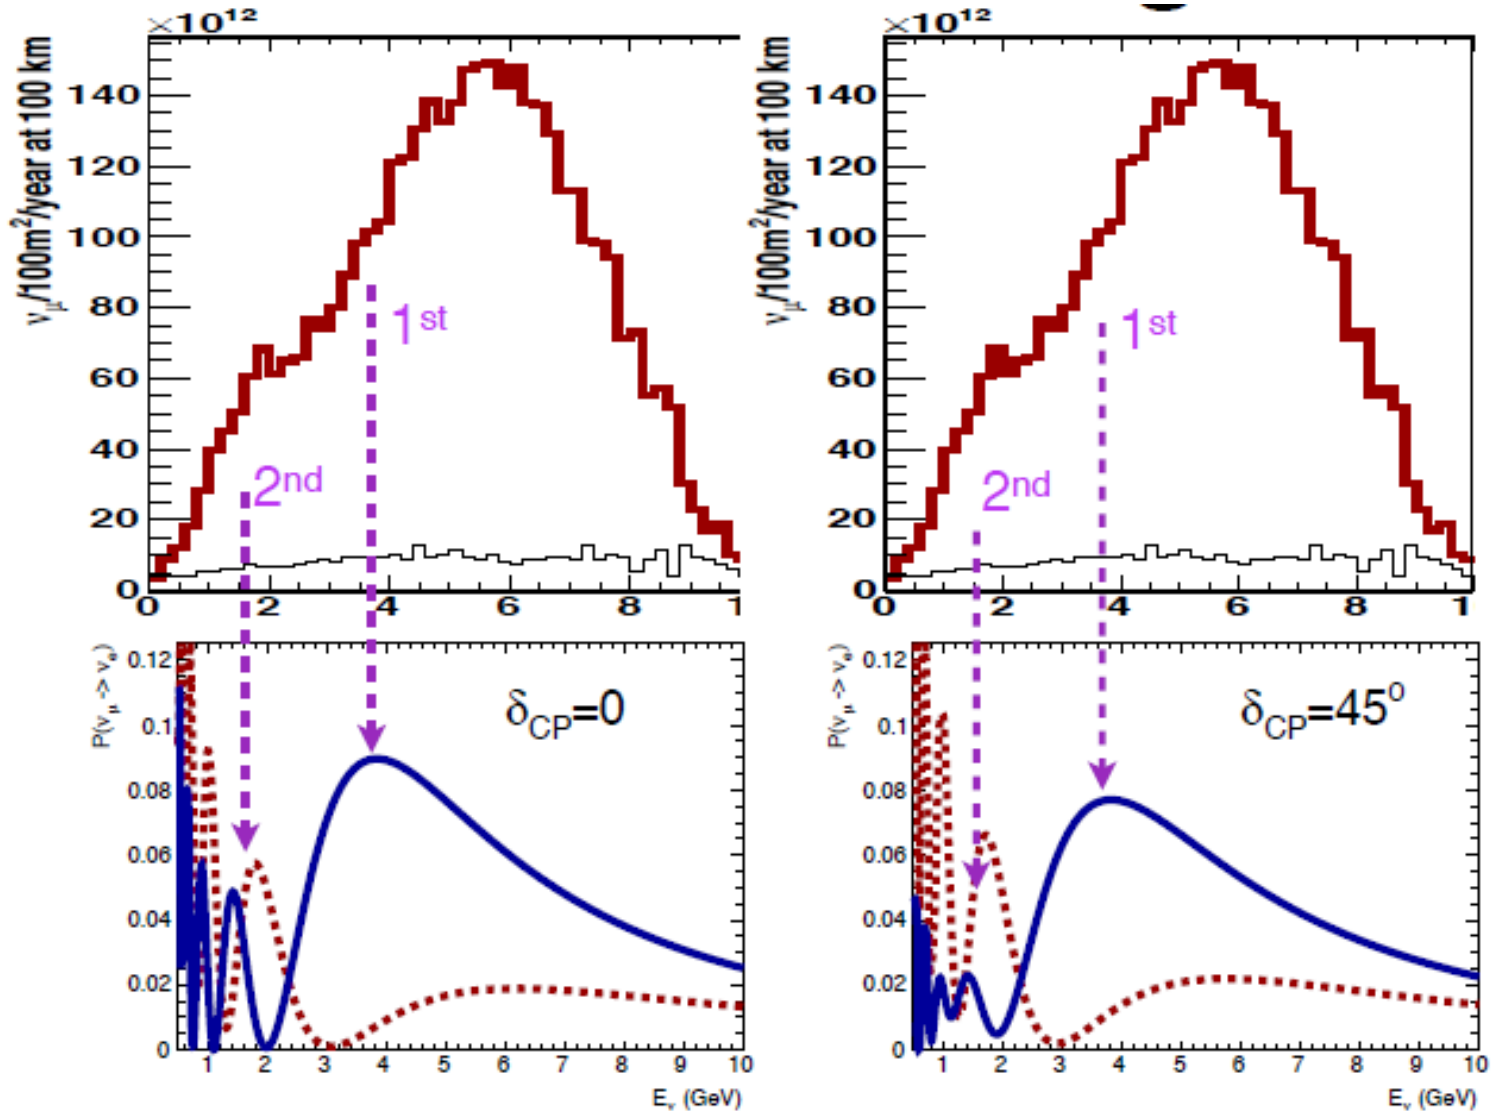 ×10¹² ×10¹²
ν_μ/100m²/year at 100 km ν_μ/100m²/year at 100 km
140 140
120 120
100 100
80 80
1st 1st
60 60
40 40
2nd 2nd
20 20
0 0
0 2 4 6 8 1 0 2 4 6 8 1
P(ν_μ -> ν_e) P(ν_μ -> ν_e)
0.12 0.12
δ_CP=0 δ_CP=45⁰
0.1 0.1
0.08 0.08
0.06 0.06
0.04 0.04
0.02 0.02
0 0
1 2 3 4 5 6 7 8 9 10 1 2 3 4 5 6 7 8 9 10
E_ν (GeV) E_ν (GeV)